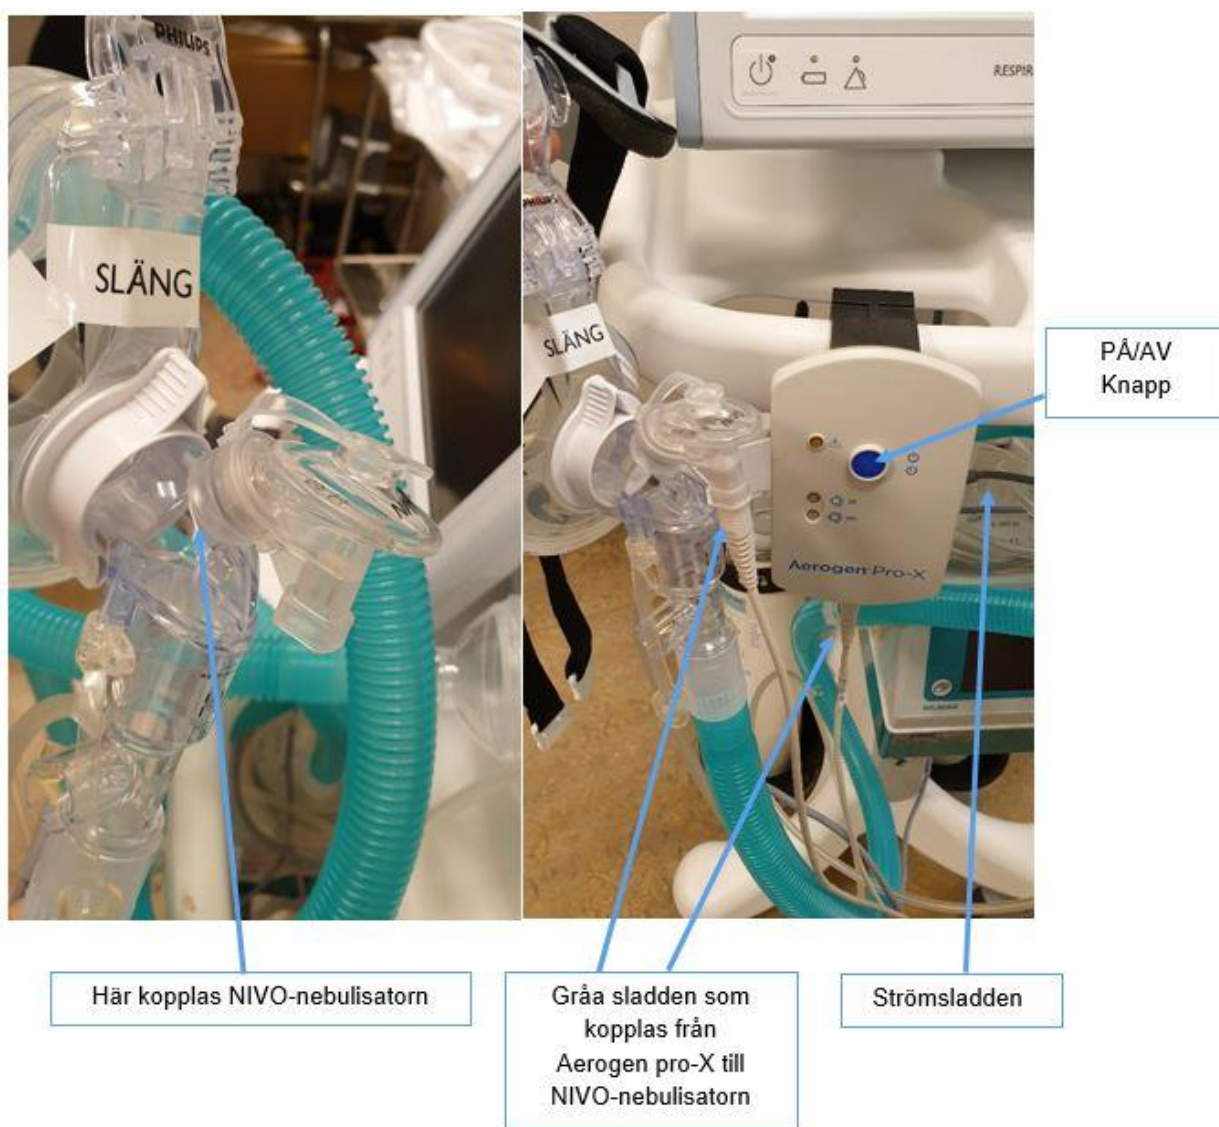 PHILIPS
SLÄNG
PHILIPS
SLÄNG
RESPIR
Aerogen Pro-X
PÅ/AV
Knapp
Här kopplas NIVO-nebulisatorn
Gråa sladden som
kopplas från
Aerogen pro-X till
NIVO-nebulisatorn
Strömsladden